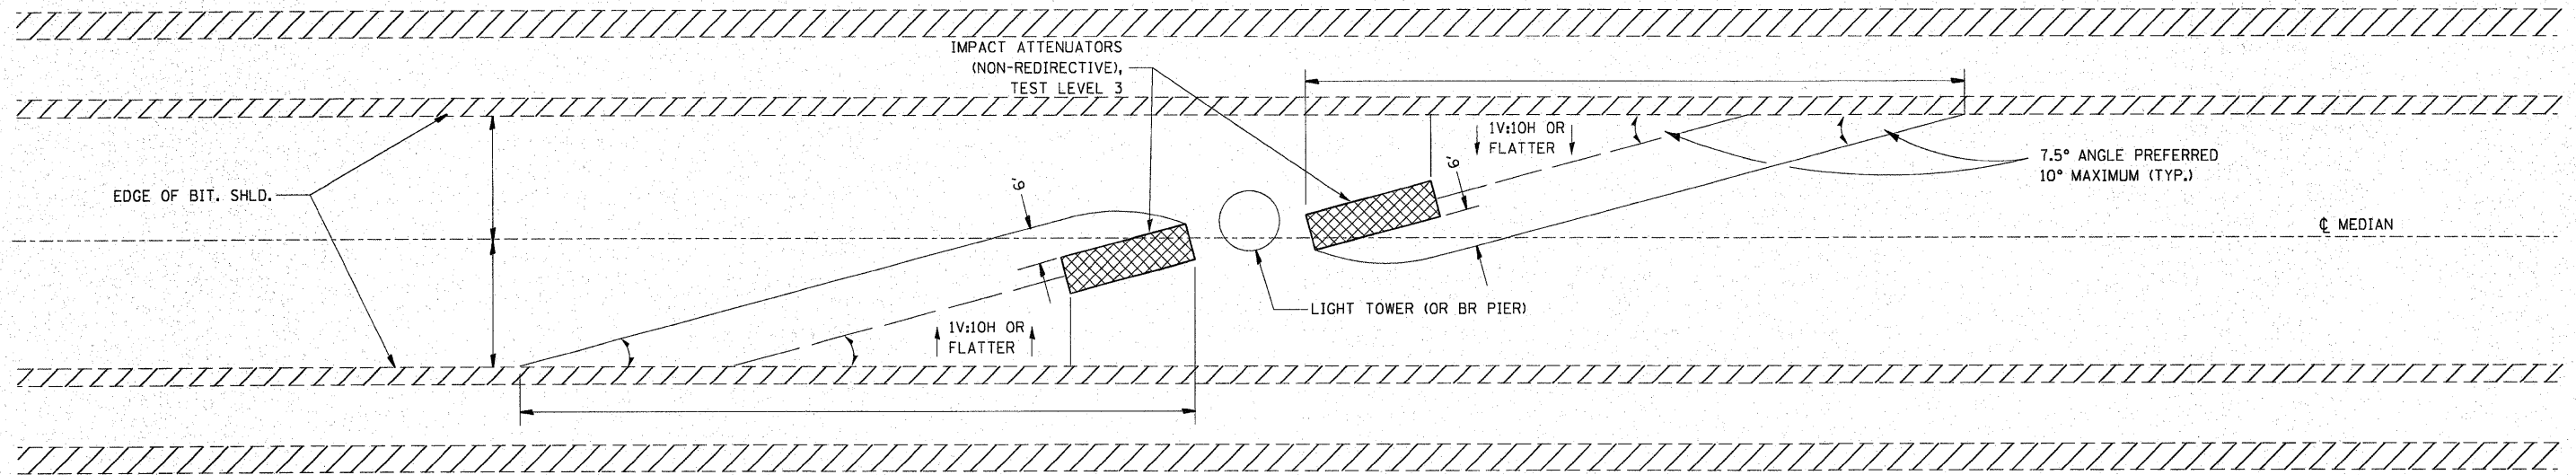 IMPACT ATTENUATORS
(NON-REDIRECTIVE),
TEST LEVEL 3
1V:10H OR
FLATTER
6'
7.5° ANGLE PREFERRED
10° MAXIMUM (TYP.)
EDGE OF BIT. SHLD.
6'
℄ MEDIAN
LIGHT TOWER (OR BR PIER)
1V:10H OR
FLATTER